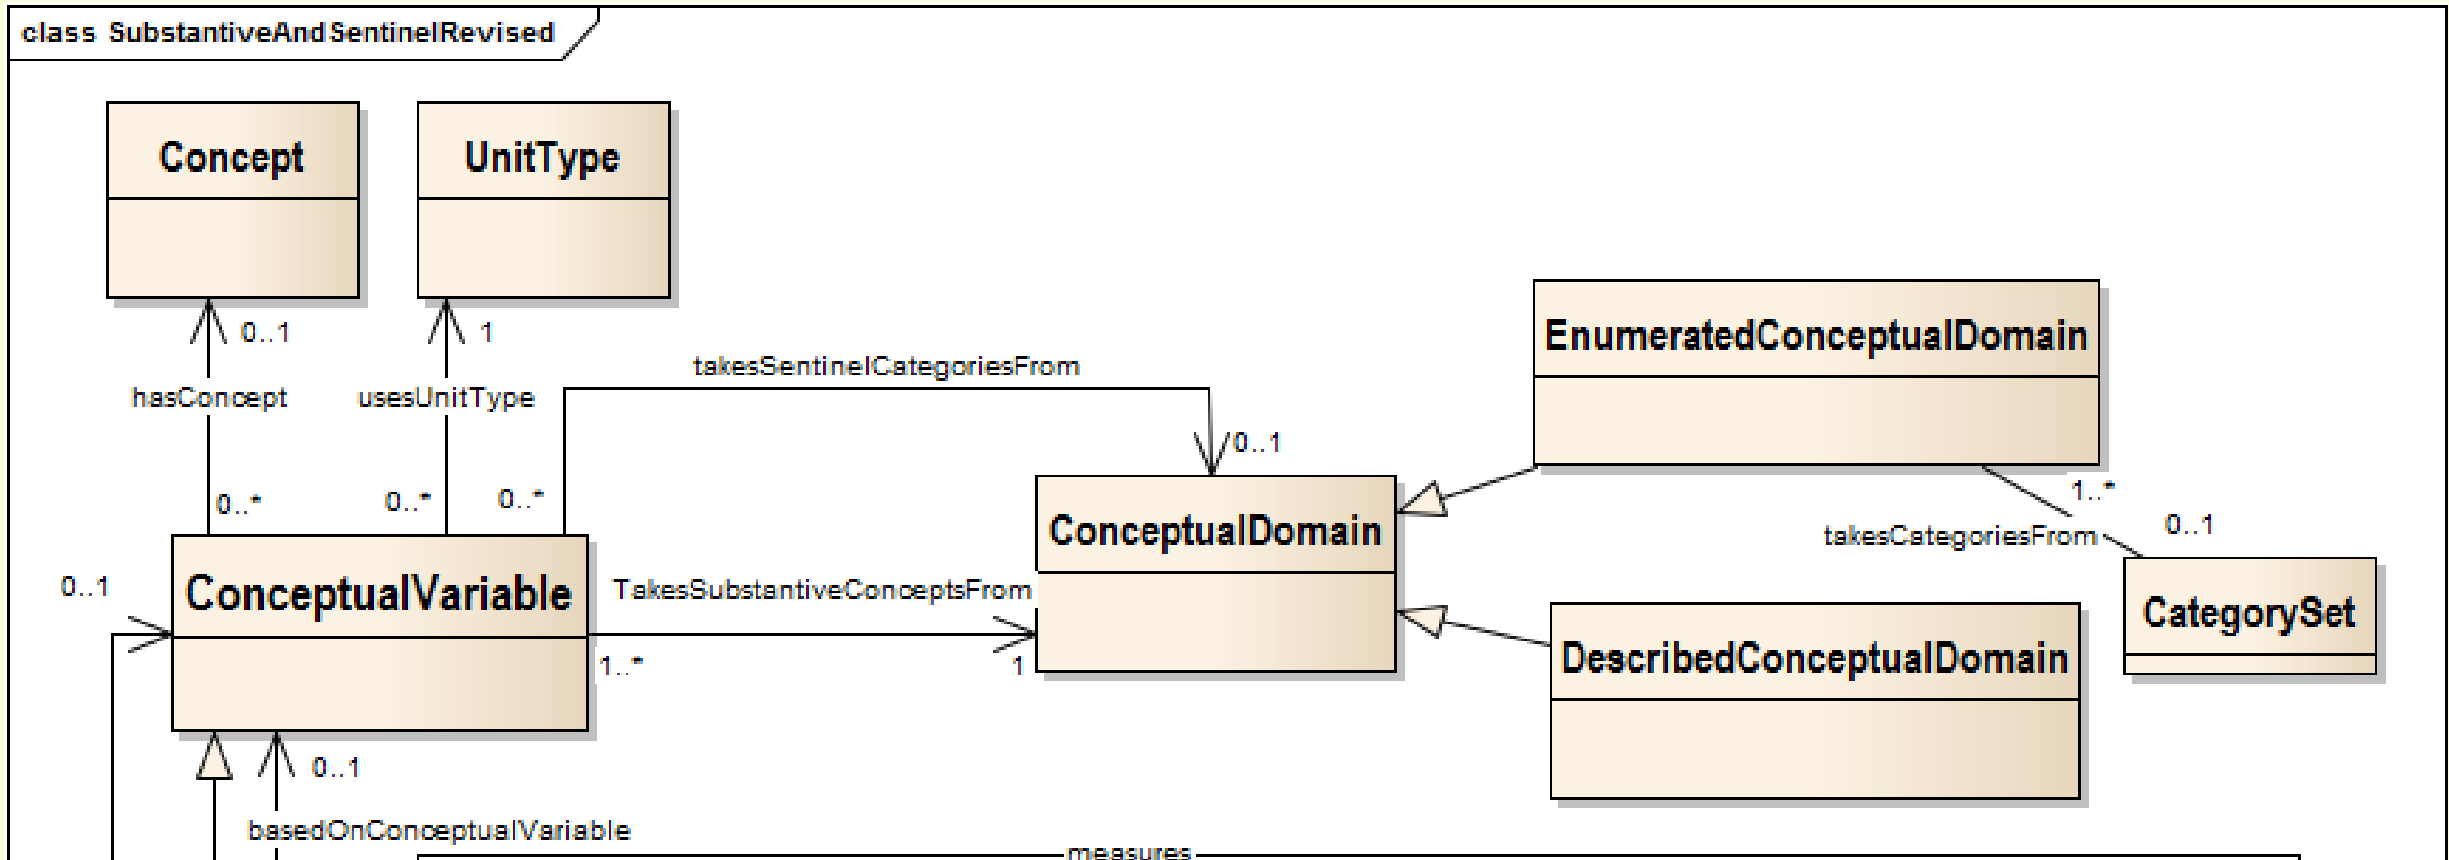 class SubstantiveAndSentinelRevised
Concept
UnitType
0..1
1
hasConcept
usesUnitType
takesSentinelCategoriesFrom
EnumeratedConceptualDomain
0..*
0..*
0..*
0..1
1..*
0..1
takesCategoriesFrom
ConceptualDomain
0..1
ConceptualVariable
TakesSubstantiveConceptsFrom
CategorySet
1..*
1
DescribedConceptualDomain
0..1
basedOnConceptualVariable
measures